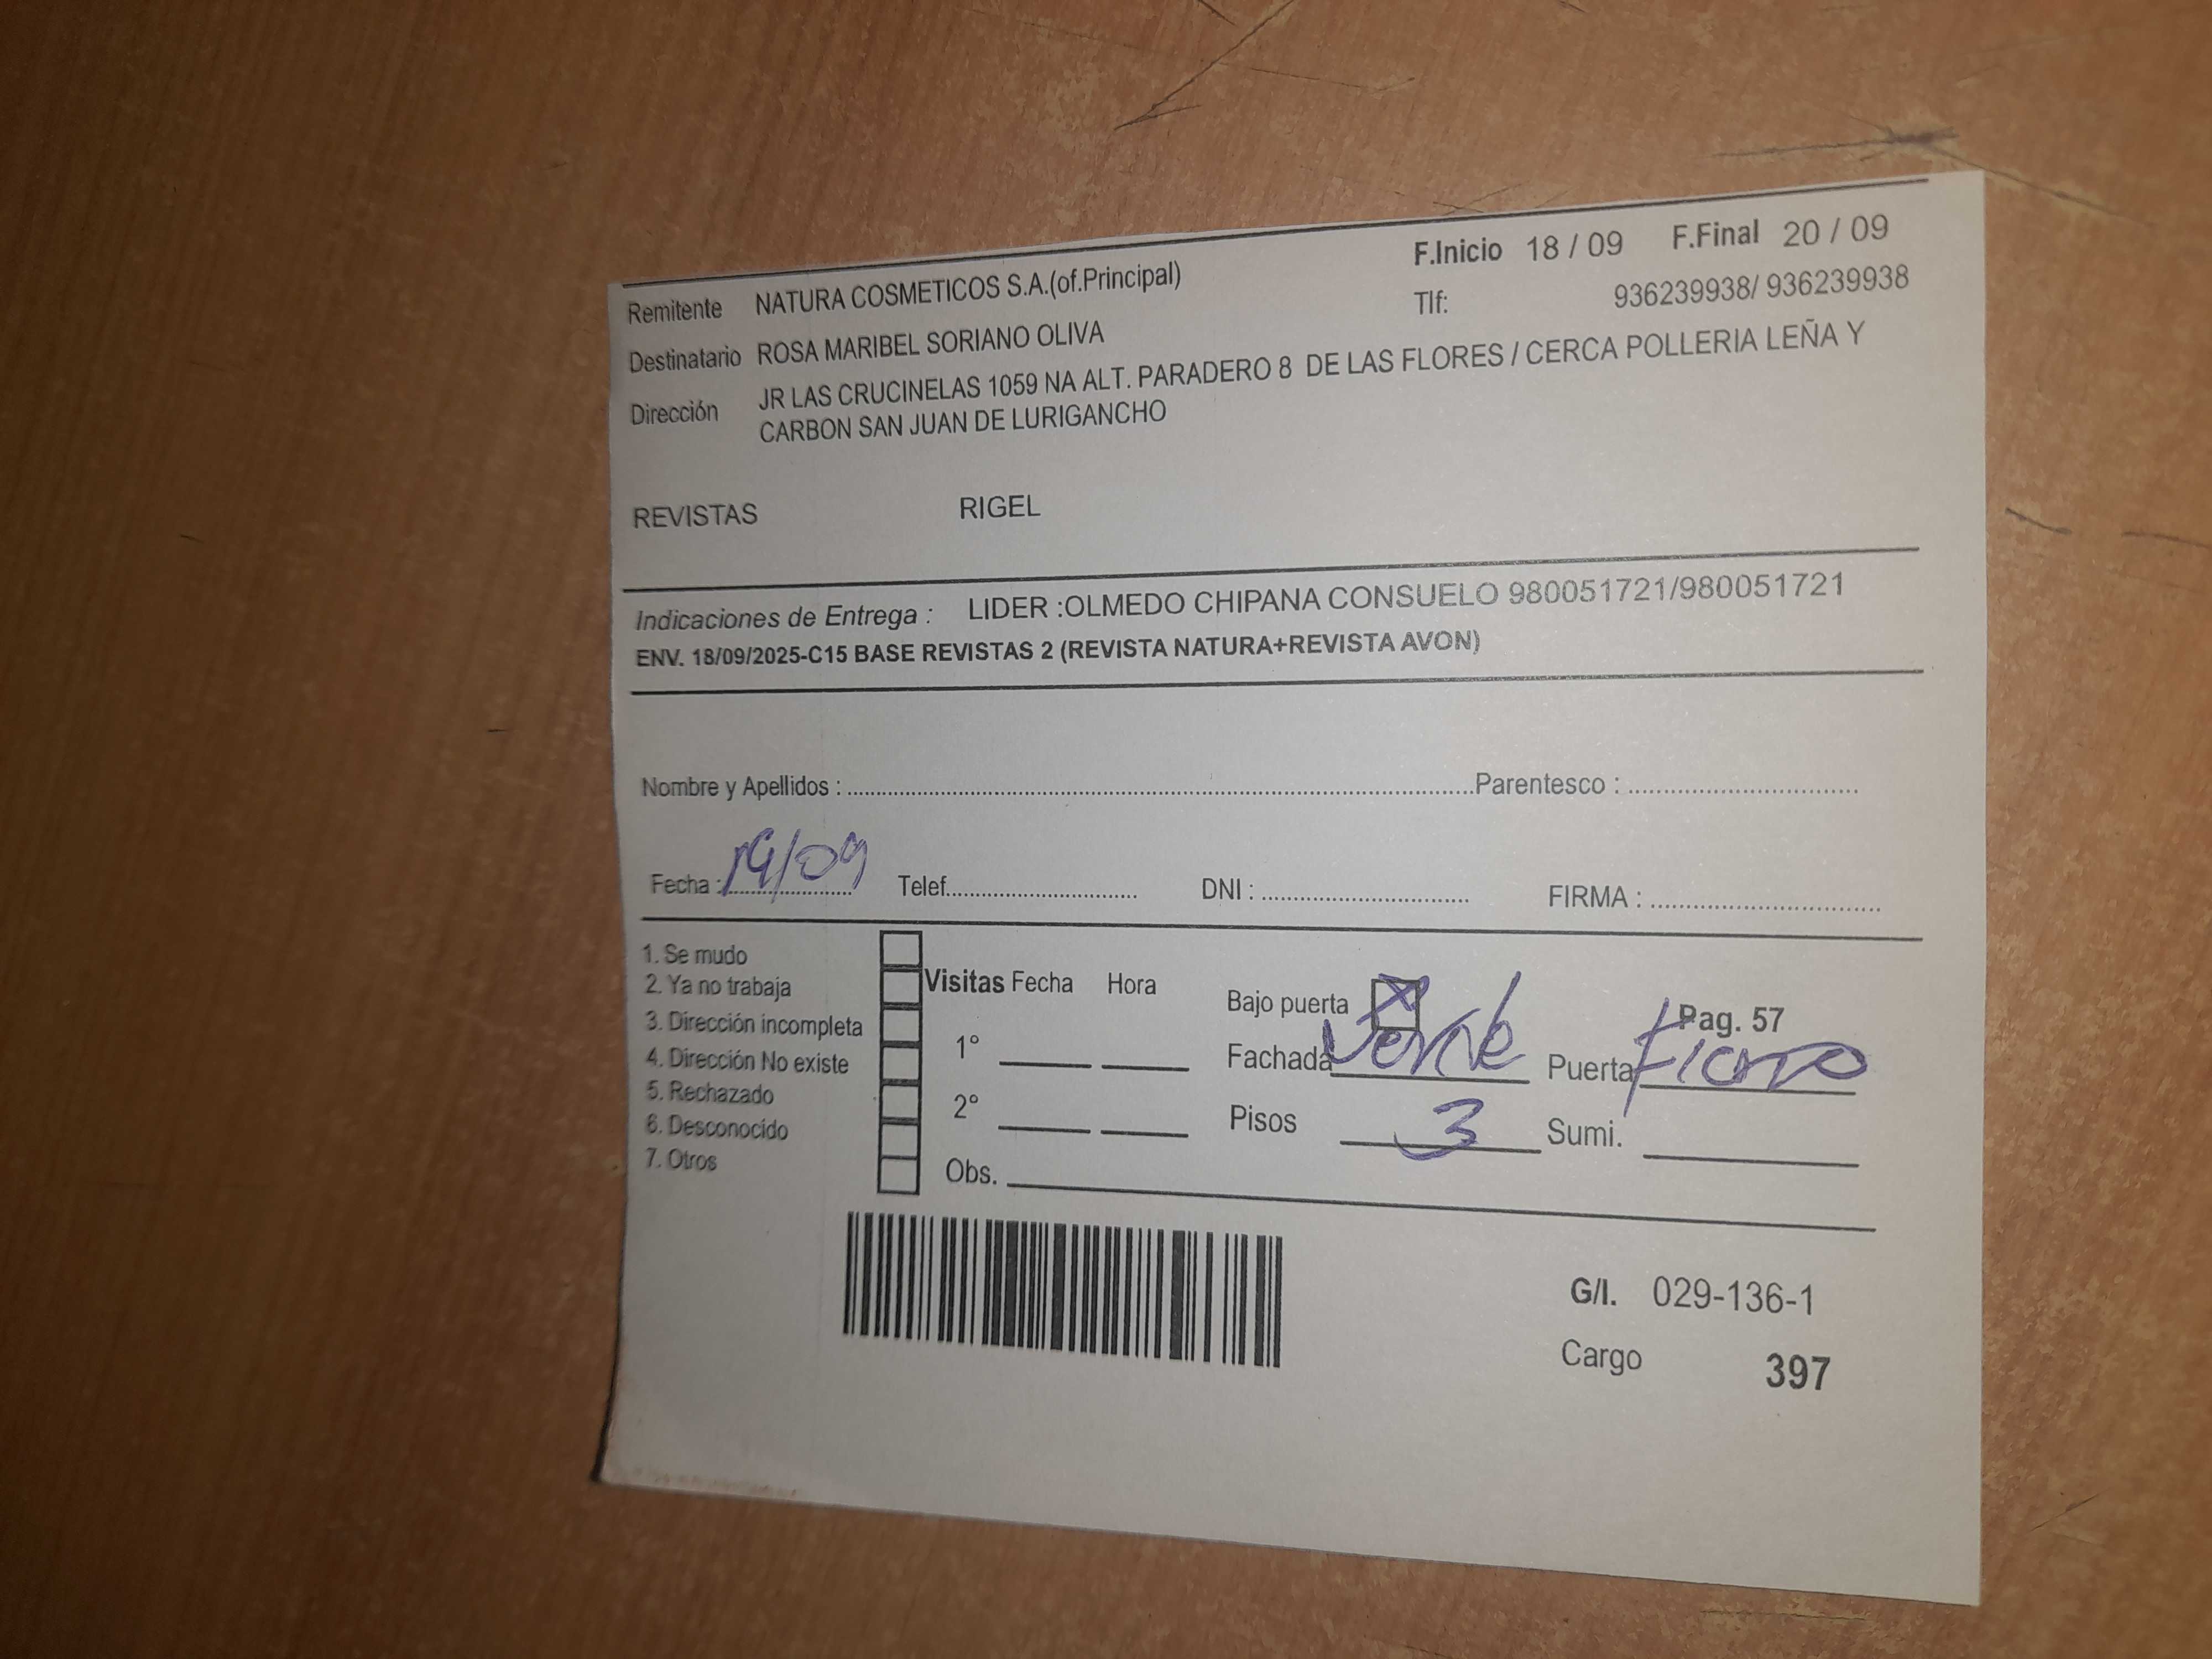 F.Inicio 18 / 09 F.Final 20 / 09
Remitente NATURA COSMETICOS S.A.(of.Principal) Tlf: 936239938/ 936239938
Destinatario ROSA MARIBEL SORIANO OLIVA
Dirección JR LAS CRUCINELAS 1059 NA ALT. PARADERO 8 DE LAS FLORES / CERCA POLLERIA LEÑA Y
CARBON SAN JUAN DE LURIGANCHO
REVISTAS RIGEL
Indicaciones de Entrega : LIDER :OLMEDO CHIPANA CONSUELO 980051721/980051721
ENV. 18/09/2025-C15 BASE REVISTAS 2 (REVISTA NATURA+REVISTA AVON)
Nombre y Apellidos : Parentesco :
Fecha : 19/09 Telef. DNI : FIRMA :
1. Se mudo
2. Ya no trabaja
3. Dirección incompleta
4. Dirección No existe
5. Rechazado
6. Desconocido
7. Otros
Visitas Fecha Hora
1°
2°
Obs.
Bajo puerta X Pag. 57
Fachada Verde Puerta Fierro
Pisos 3 Sumi.
G/I. 029-136-1
Cargo 397